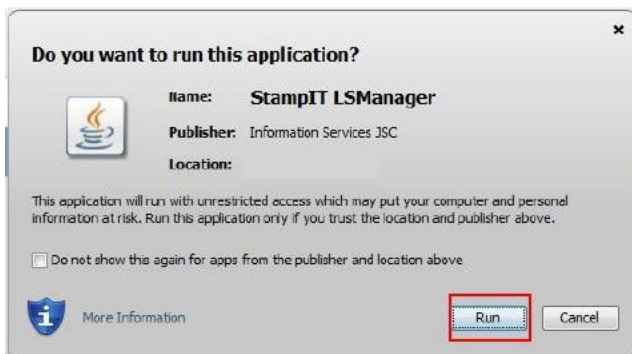 Do you want to run this application?
Name: StampIT LSManager
Publisher: Information Services JSC
Location:
This application will run with unrestricted access which may put your computer and personal
information at risk. Run this application only if you trust the location and publisher above.
Do not show this again for apps from the publisher and location above
More Information
Run
Cancel